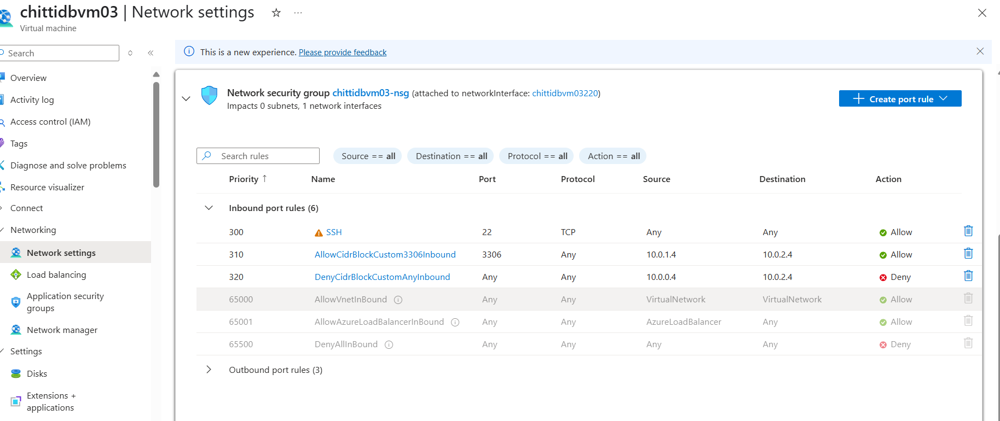 chittidbvm03 | Network settings
Virtual machine
Search
Overview
Activity log
Access control (IAM)
Tags
Diagnose and solve problems
Resource visualizer
Connect
Networking
Network settings
Load balancing
Application security
groups
Network manager
Settings
Disks
Extensions +
applications
This is a new experience. Please provide feedback
Network security group chittidbvm03-nsg (attached to networkInterface: chittidbvm03220)
Impacts 0 subnets, 1 network interfaces
Create port rule
Search rules
Source == all
Destination == all
Protocol == all
Action == all
Priority ↑ Name Port Protocol Source Destination Action
Inbound port rules (6)
300 SSH 22 TCP Any Any Allow
310 AllowCidrBlockCustom3306Inbound 3306 Any 10.0.1.4 10.0.2.4 Allow
320 DenyCidrBlockCustomAnyInbound Any Any 10.0.0.4 10.0.2.4 Deny
65000 AllowVnetInBound Any Any VirtualNetwork VirtualNetwork Allow
65001 AllowAzureLoadBalancerInBound Any Any AzureLoadBalancer Any Allow
65500 DenyAllInBound Any Any Any Any Deny
Outbound port rules (3)